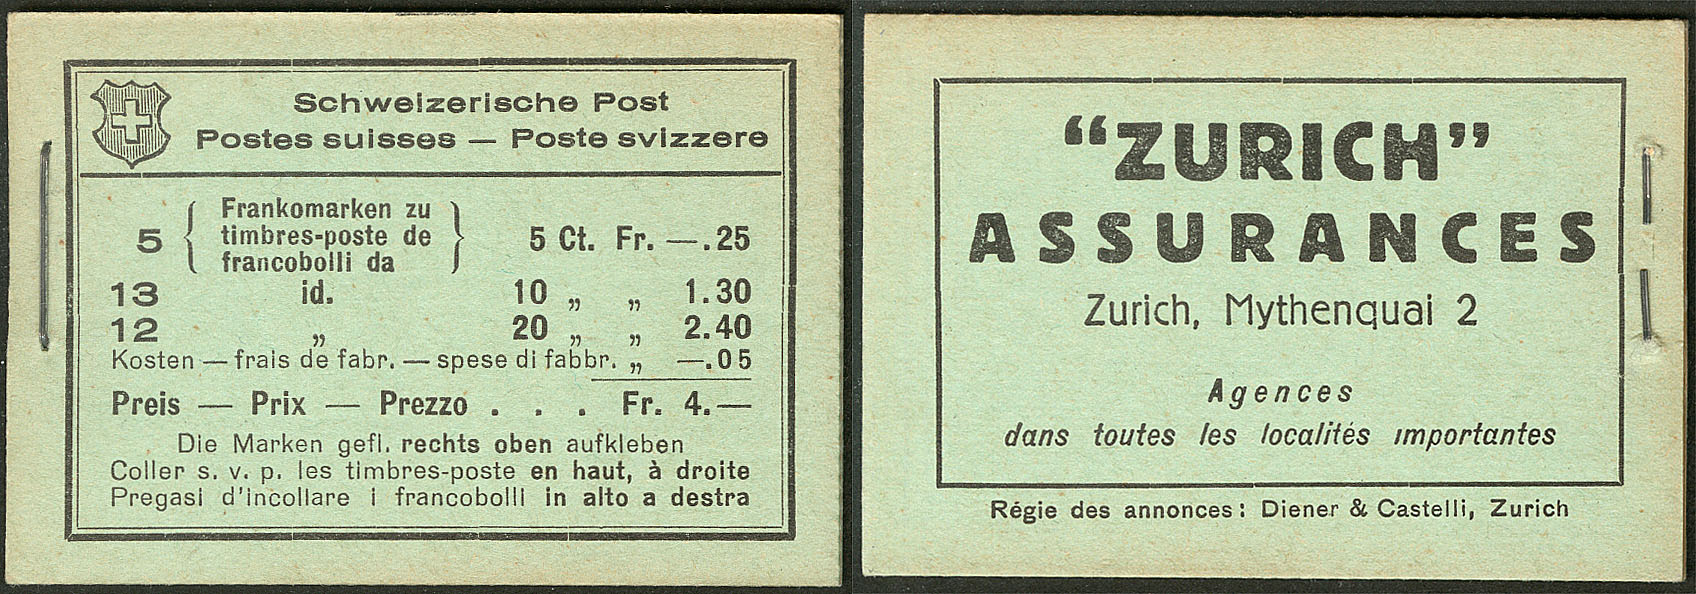 Schweizerische Post
Postes suisses — Poste svizzere
Frankomarken zu
5 { timbres-poste de } 5 Ct. Fr. —.25
francobolli da
13 id. 10 „ „ 1.30
12 „ 20 „ „ 2.40
Kosten — frais de fabr. — spese di fabbr. „ —.05
Preis — Prix — Prezzo . . . Fr. 4.—
Die Marken gefl. rechts oben aufkleben
Coller s. v. p. les timbres-poste en haut, à droite
Pregasi d'incollare i francobolli in alto a destra
“ZURICH”
ASSURANCES
Zurich, Mythenquai 2
Agences
dans toutes les localités importantes
Régie des annonces: Diener & Castelli, Zurich